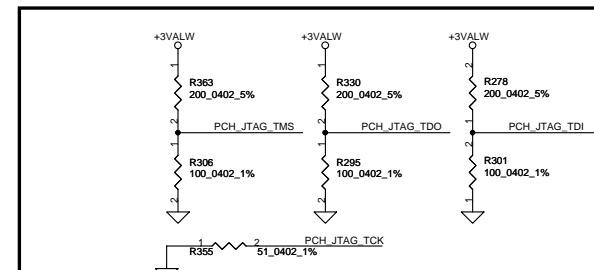 +3VALW +3VALW +3VALW
1 1 2
R363 R330 R278
200_0402_5% 200_0402_5% 200_0402_5%
2 2 1
PCH_JTAG_TMS PCH_JTAG_TDO PCH_JTAG_TDI
1 1 2
R306 R295 R301
100_0402_1% 100_0402_1% 100_0402_1%
2 2 1
1 2 PCH_JTAG_TCK
R355 51_0402_1%